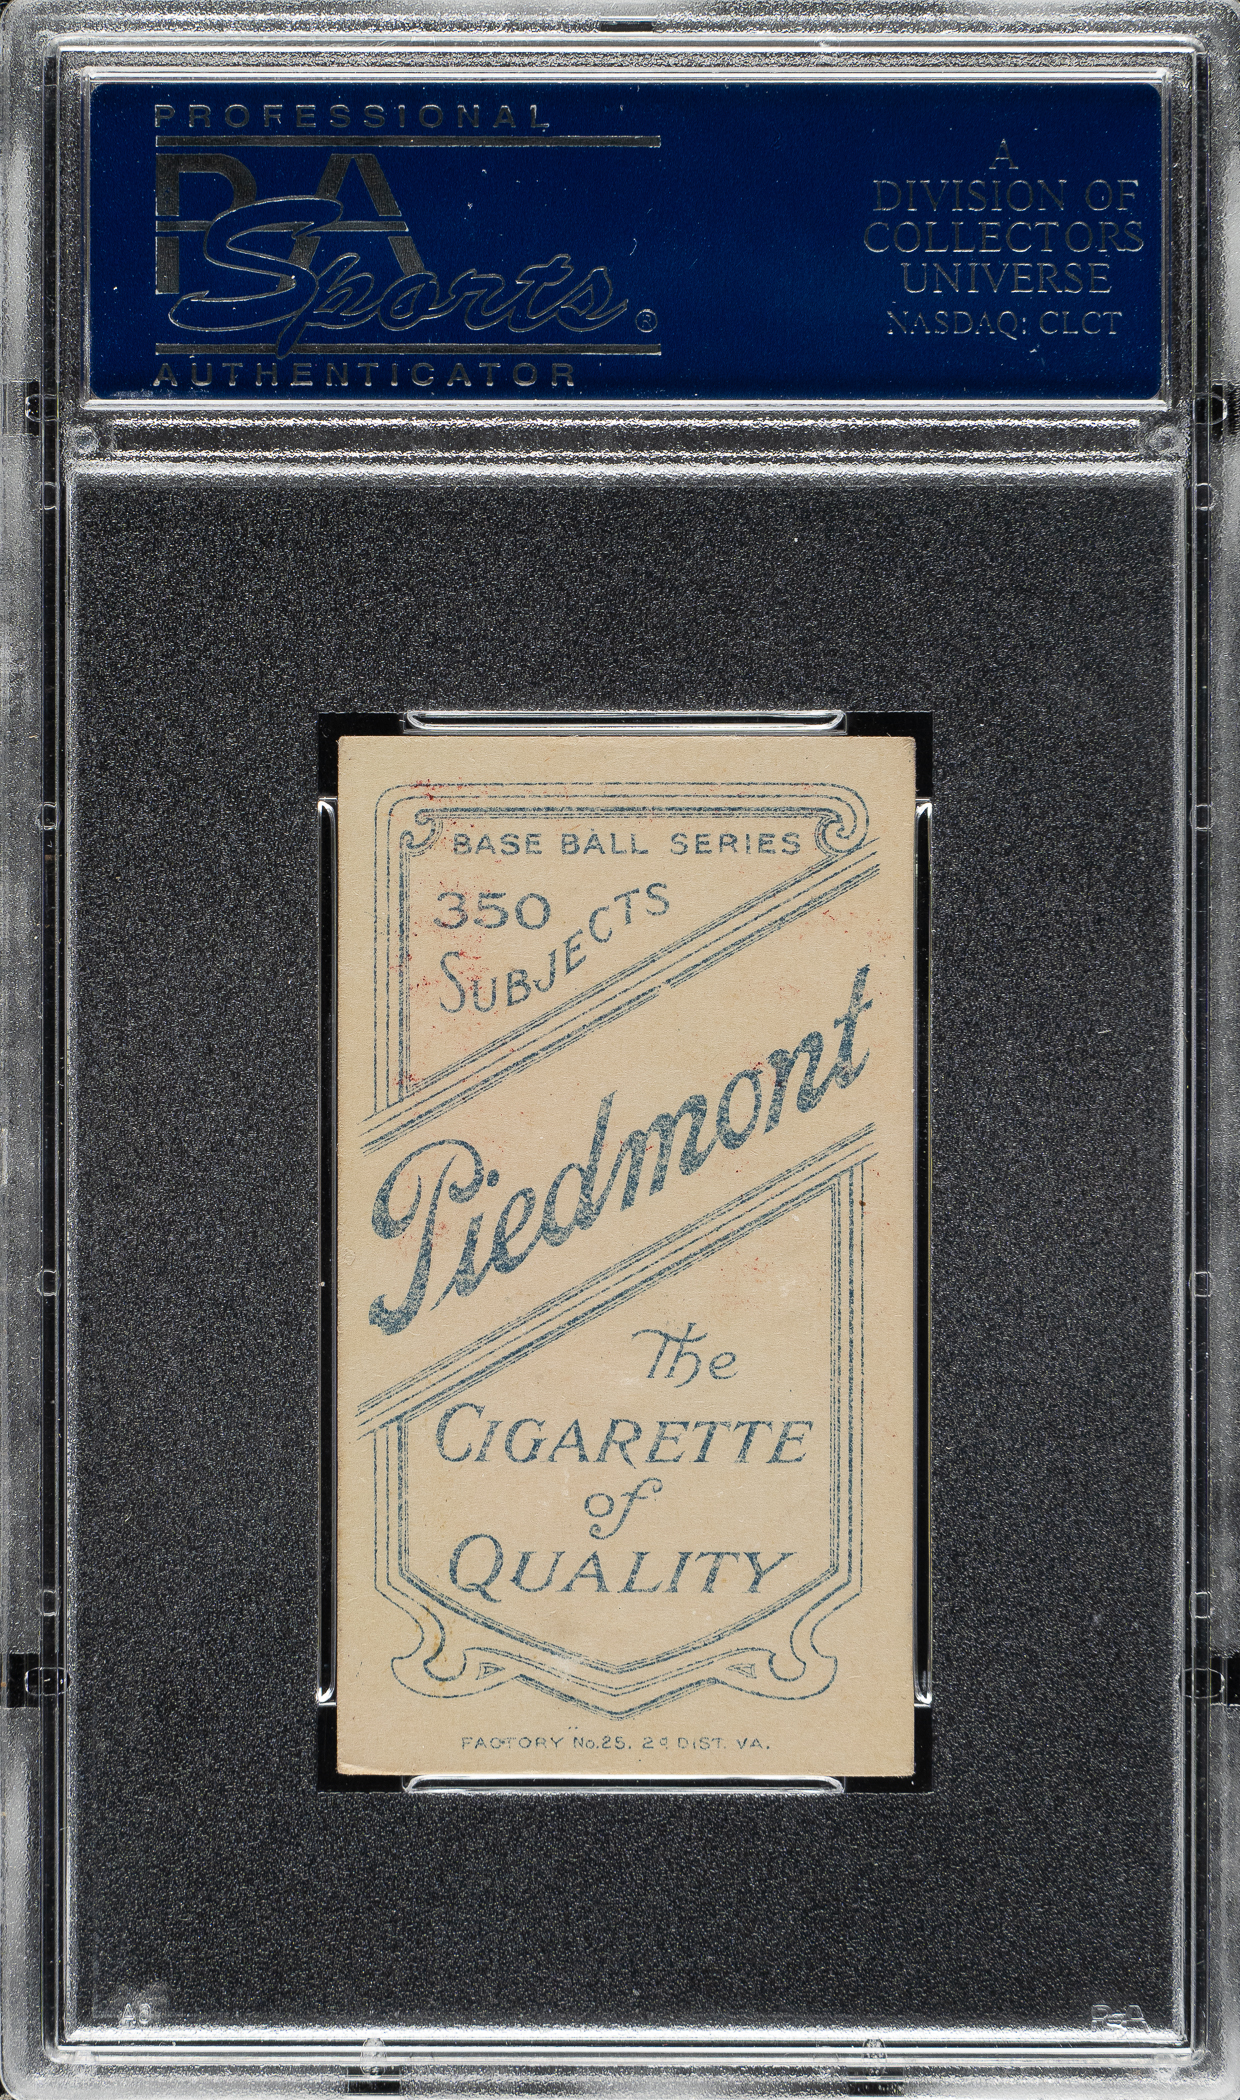 PROFESSIONAL
PSA
Sports®
AUTHENTICATOR
A
DIVISION OF
COLLECTORS
UNIVERSE
NASDAQ: CLCT
BASE BALL SERIES
350
SUBJECTS
Piedmont
The
CIGARETTE
of
QUALITY
FACTORY No. 25. 2d DIST. VA.
PSA